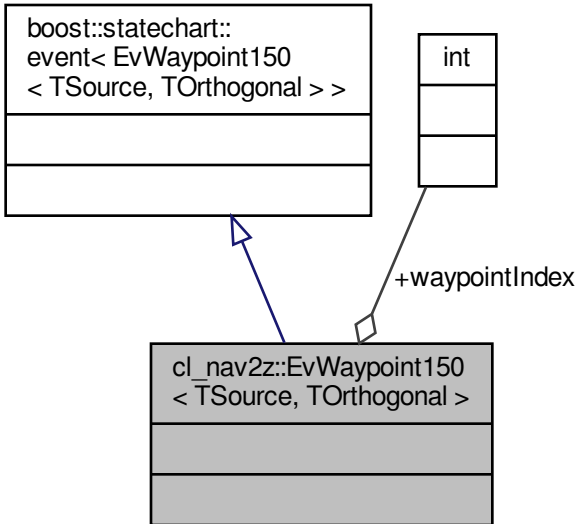 boost::statechart::
event< EvWaypoint150
< TSource, TOrthogonal > >
int
+waypointIndex
cl_nav2z::EvWaypoint150
< TSource, TOrthogonal >